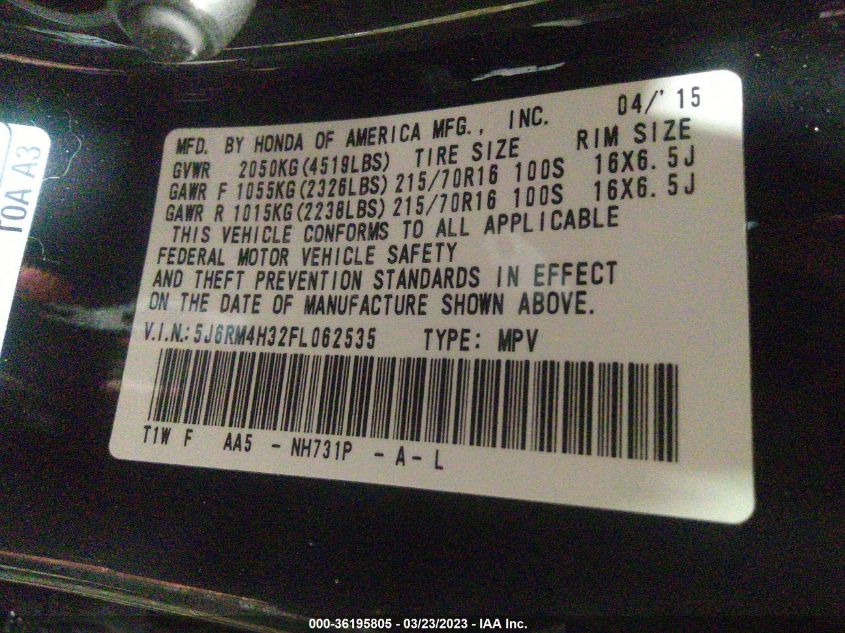 MFD. BY HONDA OF AMERICA MFG., INC. 04/'15
GVWR 2050KG(4519LBS) TIRE SIZE RIM SIZE
GAWR F 1055KG(2326LBS) 215/70R16 100S 16X6.5J
GAWR R 1015KG(2238LBS) 215/70R16 100S 16X6.5J
THIS VEHICLE CONFORMS TO ALL APPLICABLE
FEDERAL MOTOR VEHICLE SAFETY
AND THEFT PREVENTION STANDARDS IN EFFECT
ON THE DATE OF MANUFACTURE SHOWN ABOVE.
V.I.N.: 5J6RM4H32FL062535 TYPE: MPV
T1W F AA5 - NH731P - A - L
T0A A3
000-36195805 - 03/23/2023 - IAA Inc.